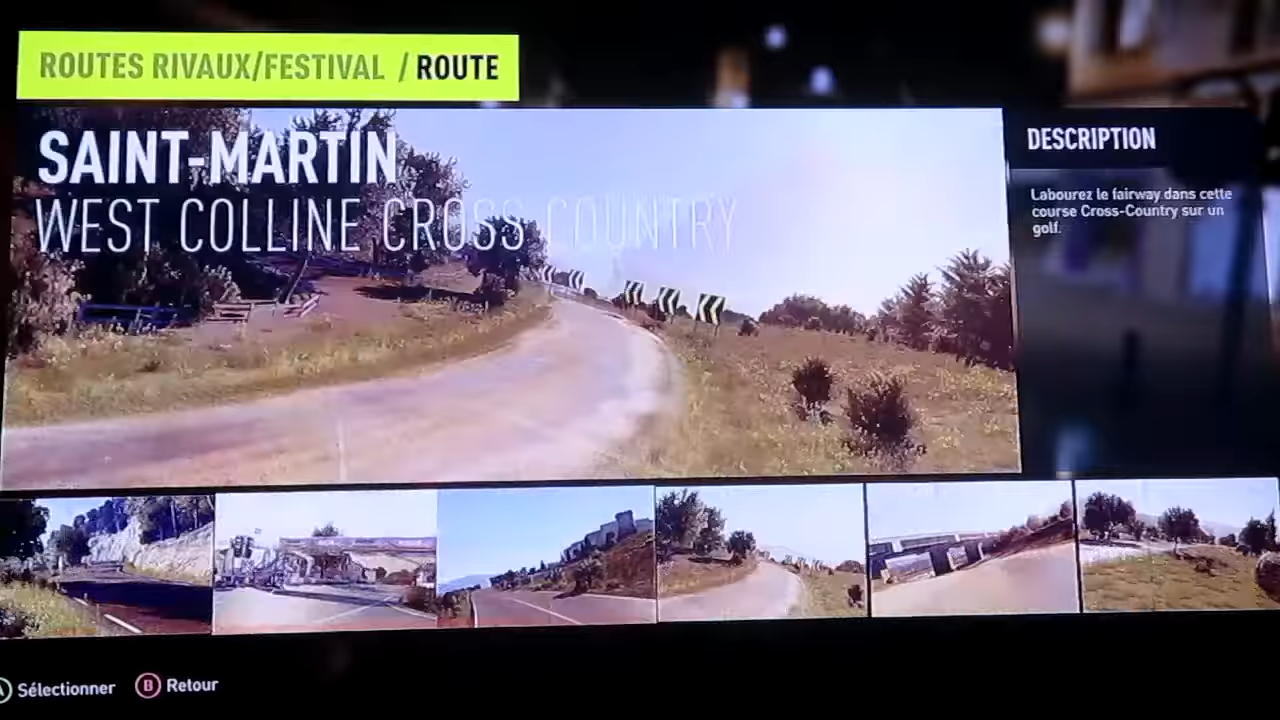 ROUTES RIVAUX/FESTIVAL / ROUTE
SAINT-MARTIN
WEST COLLINE CROSS COUNTRY
DESCRIPTION
Labourez le fairway dans cette
course Cross-Country sur un
golf.
A Sélectionner B Retour